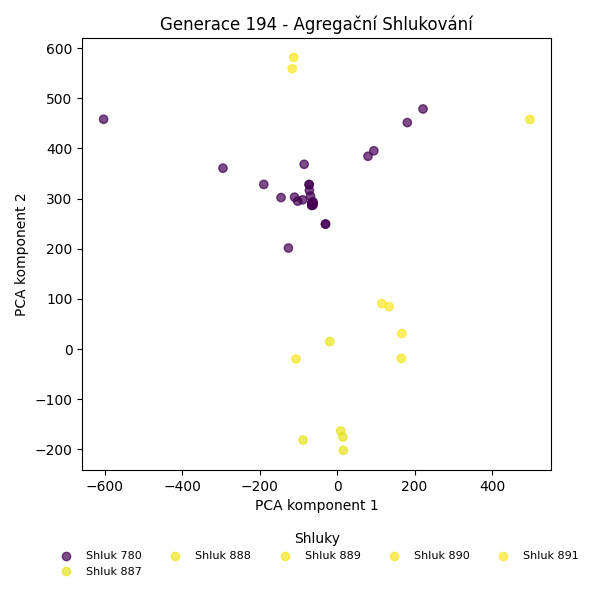 Generace 194 - Agregační Shlukování
PCA komponent 2
600
500
400
300
200
100
0
−100
−200
−600
−400
−200
0
200
400
PCA komponent 1
Shluky
Shluk 780
Shluk 888
Shluk 889
Shluk 890
Shluk 891
Shluk 887